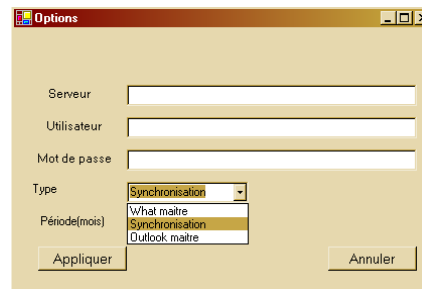 Options
Serveur
Utilisateur
Mot de passe
Type
Synchronisation
What maitre
Synchronisation
Outlook maitre
Période(mois)
Appliquer
Annuler